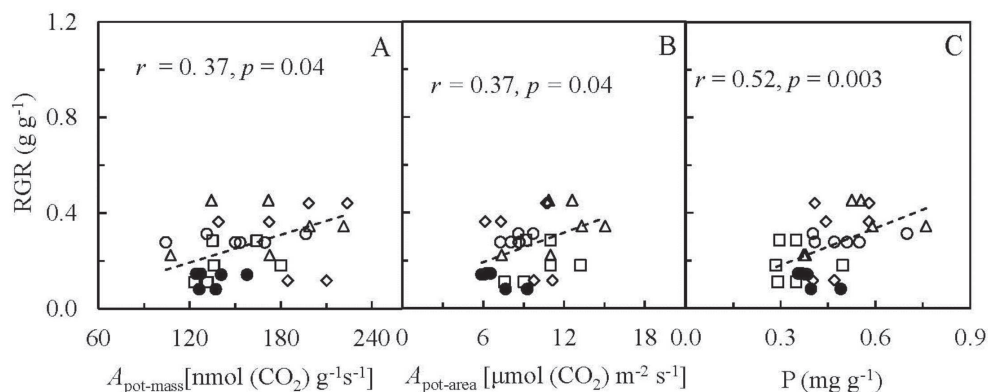 1.2
0.8
0.4
0.0
RGR (g g⁻¹)
A
r = 0. 37, p = 0.04
B
r = 0.37, p = 0.04
C
r = 0.52, p = 0.003
60 120 180 240
0 6 12 18
0.0 0.3 0.6 0.9
A_pot-mass [nmol (CO₂) g⁻¹s⁻¹]
A_pot-area [μmol (CO₂) m⁻² s⁻¹]
P (mg g⁻¹)